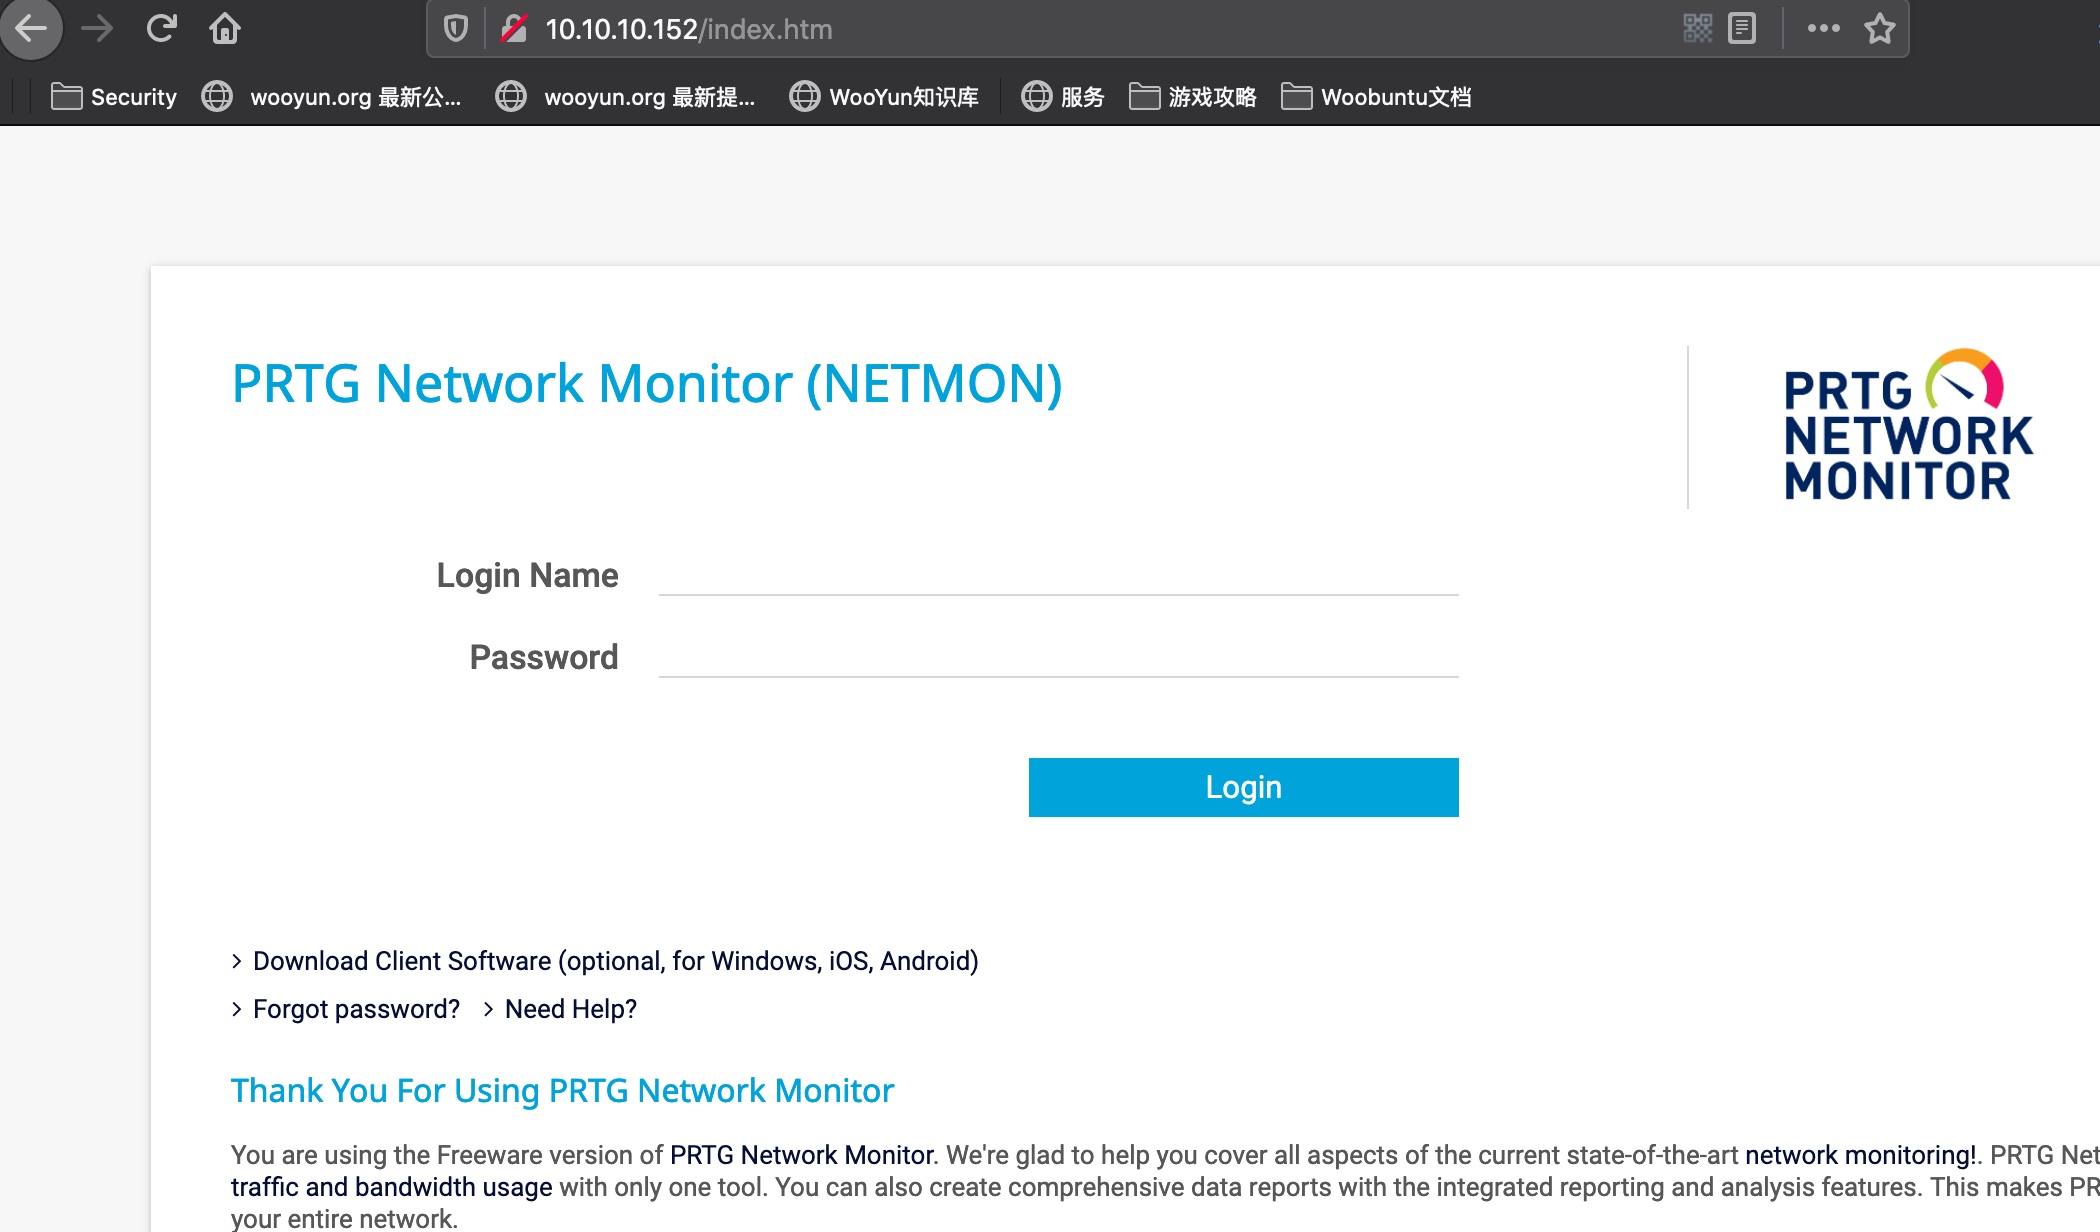 10.10.10.152/index.htm
Security wooyun.org 最新公... wooyun.org 最新提... WooYun知识库 服务 游戏攻略 Woobuntu文档
PRTG Network Monitor (NETMON)
PRTG
NETWORK
MONITOR
Login Name
Password
Login
> Download Client Software (optional, for Windows, iOS, Android)
> Forgot password? > Need Help?
Thank You For Using PRTG Network Monitor
You are using the Freeware version of PRTG Network Monitor. We're glad to help you cover all aspects of the current state-of-the-art network monitoring!. PRTG Net
traffic and bandwidth usage with only one tool. You can also create comprehensive data reports with the integrated reporting and analysis features. This makes PR
your entire network.